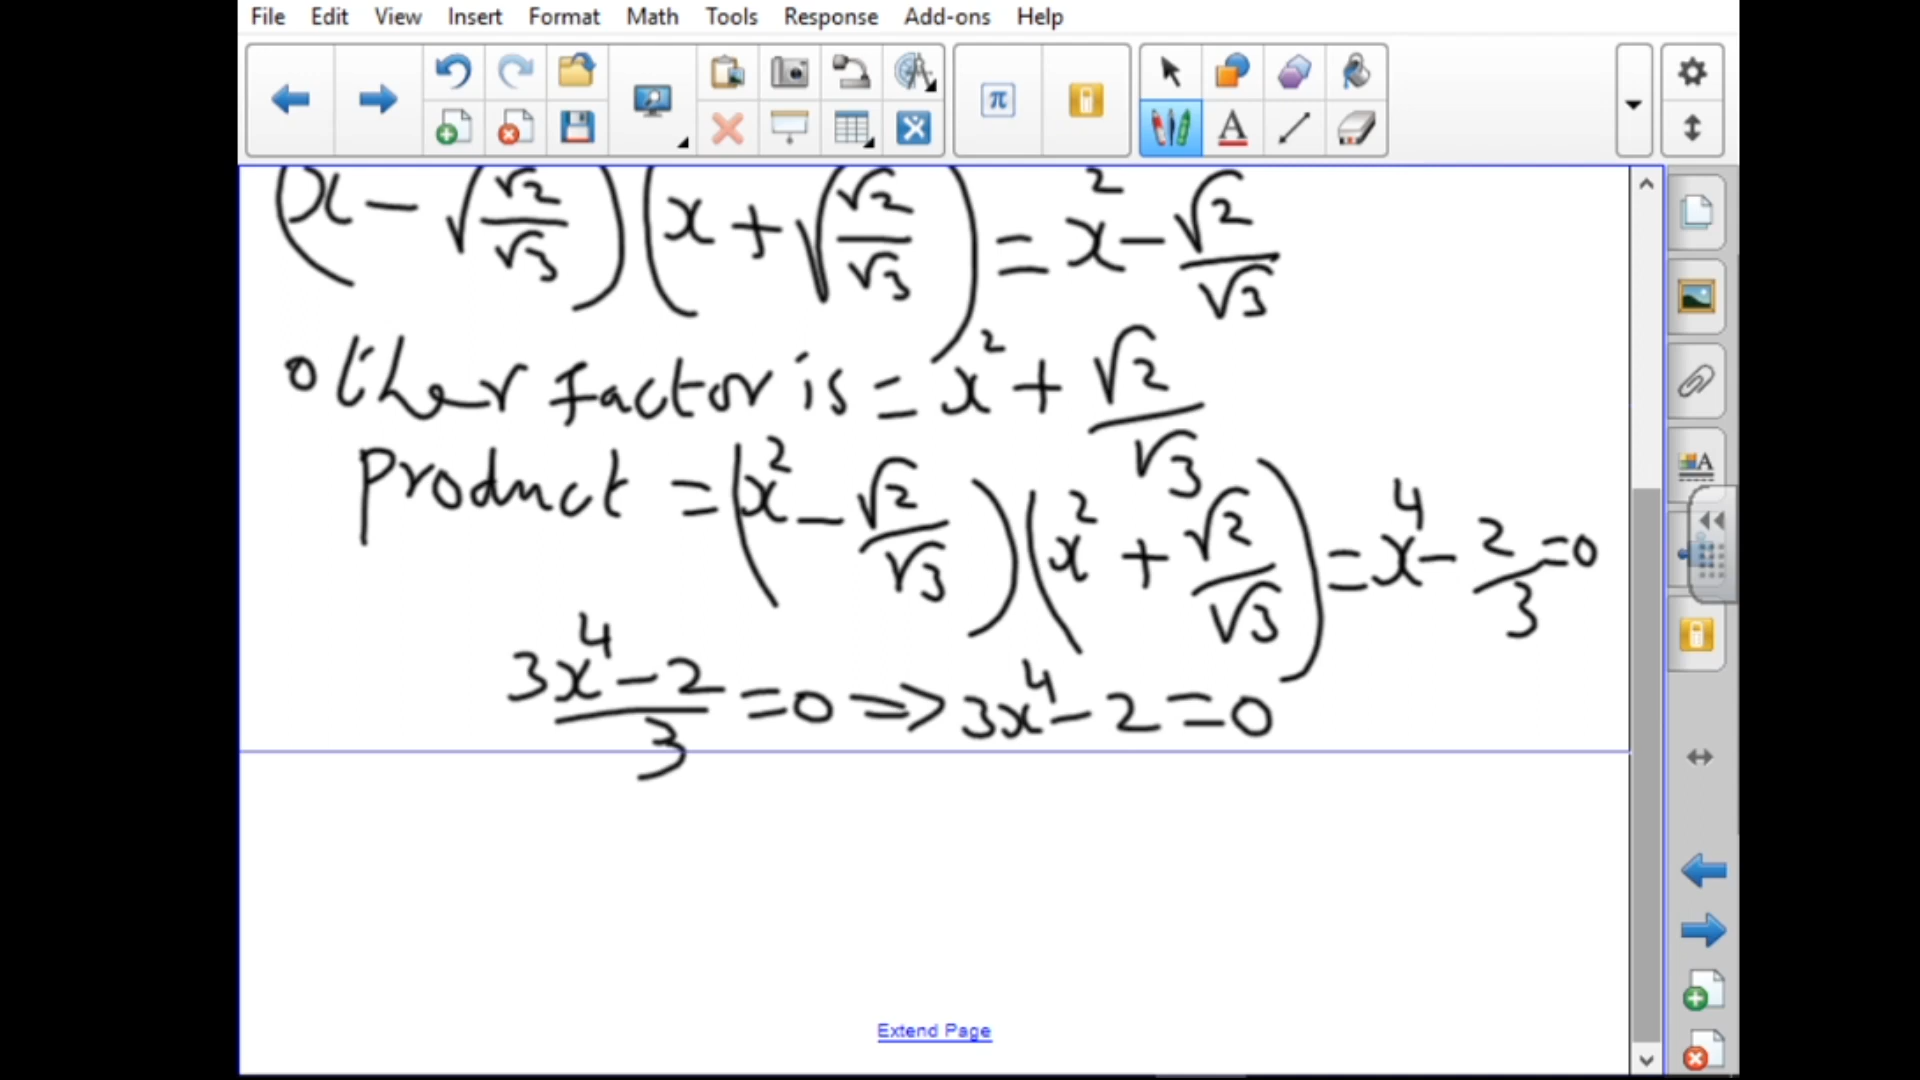 File Edit View Insert Format Math Tools Response Add-ons Help
(x - √(√2/√3)) (x + √(√2/√3)) = x² - √2/√3
Other factor is = x² + √2/√3
Product = (x² - √2/√3) (x² + √2/√3) = x⁴ - 2/3 = 0
3x⁴ - 2/3 = 0 => 3x⁴ - 2 = 0
Extend Page